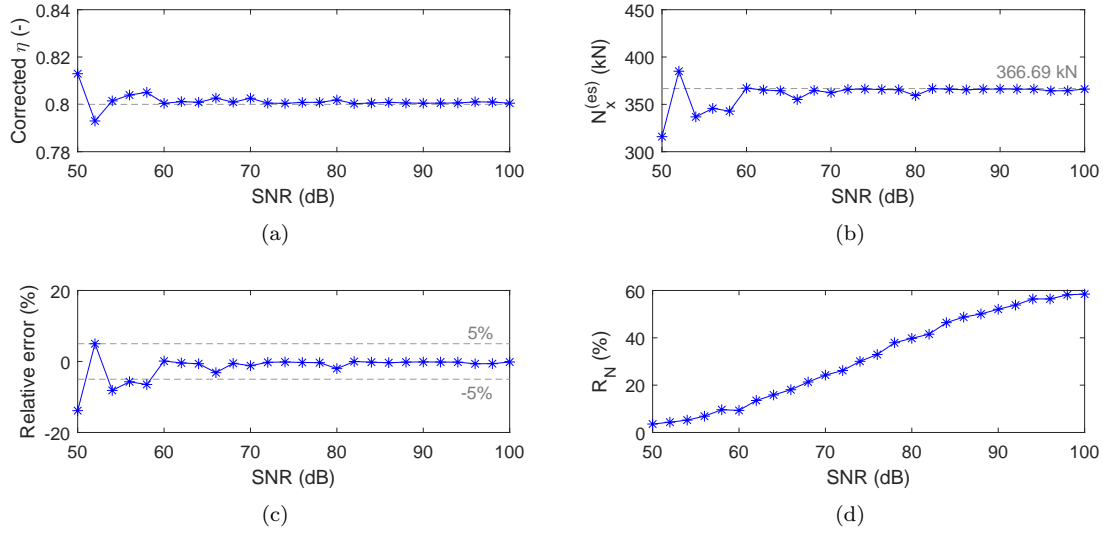 0.84
0.82
0.8
0.78
Corrected η (-)
50 60 70 80 90 100
SNR (dB)
(a)
450
400
350
300
N_x^(es) (kN)
366.69 kN
50 60 70 80 90 100
SNR (dB)
(b)
20
0
-20
Relative error (%)
5%
-5%
50 60 70 80 90 100
SNR (dB)
(c)
60
40
20
0
R_N (%)
50 60 70 80 90 100
SNR (dB)
(d)